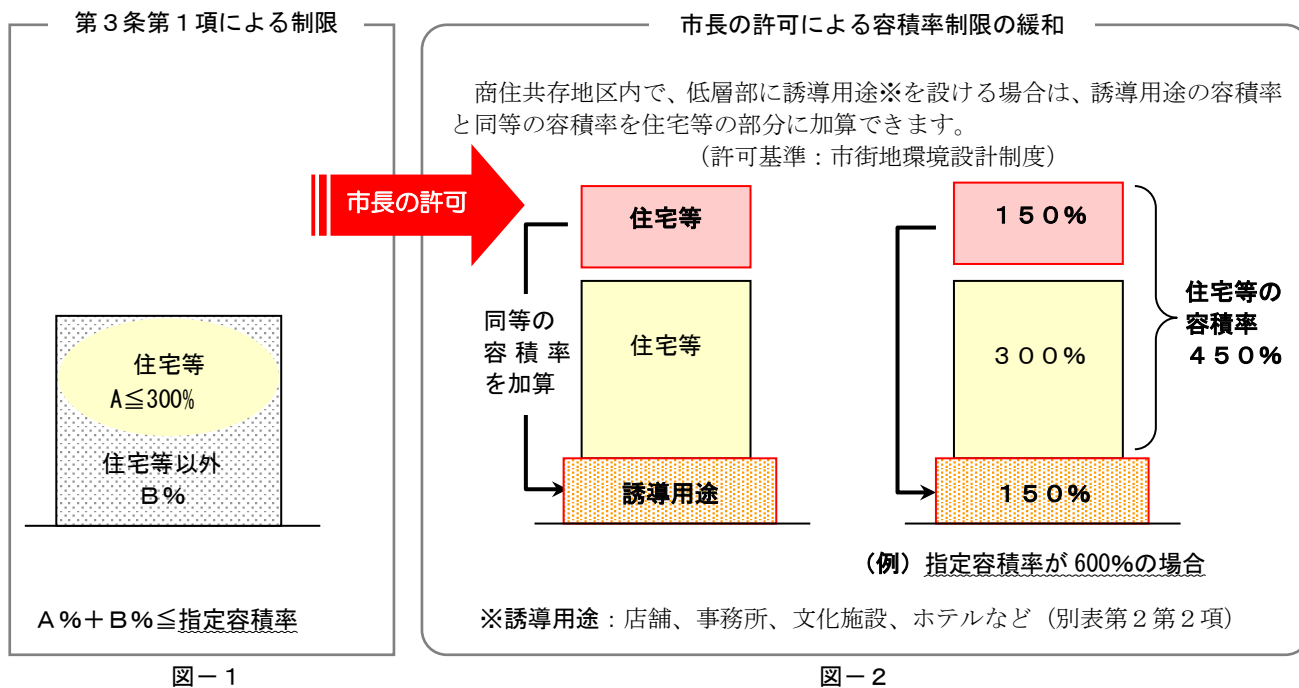 第３条第１項による制限
住宅等
A≦300%
住宅等以外
Ｂ％
Ａ％＋Ｂ％≦指定容積率
図－１
市長の許可
市長の許可による容積率制限の緩和
商住共存地区内で、低層部に誘導用途※を設ける場合は、誘導用途の容積率
と同等の容積率を住宅等の部分に加算できます。
（許可基準：市街地環境設計制度）
住宅等
同等の
容積率
を加算
住宅等
誘導用途
１５０％
３００％
１５０％
住宅等の
容積率
４５０％
（例）指定容積率が 600%の場合
※誘導用途：店舗、事務所、文化施設、ホテルなど（別表第２第２項）
図－２